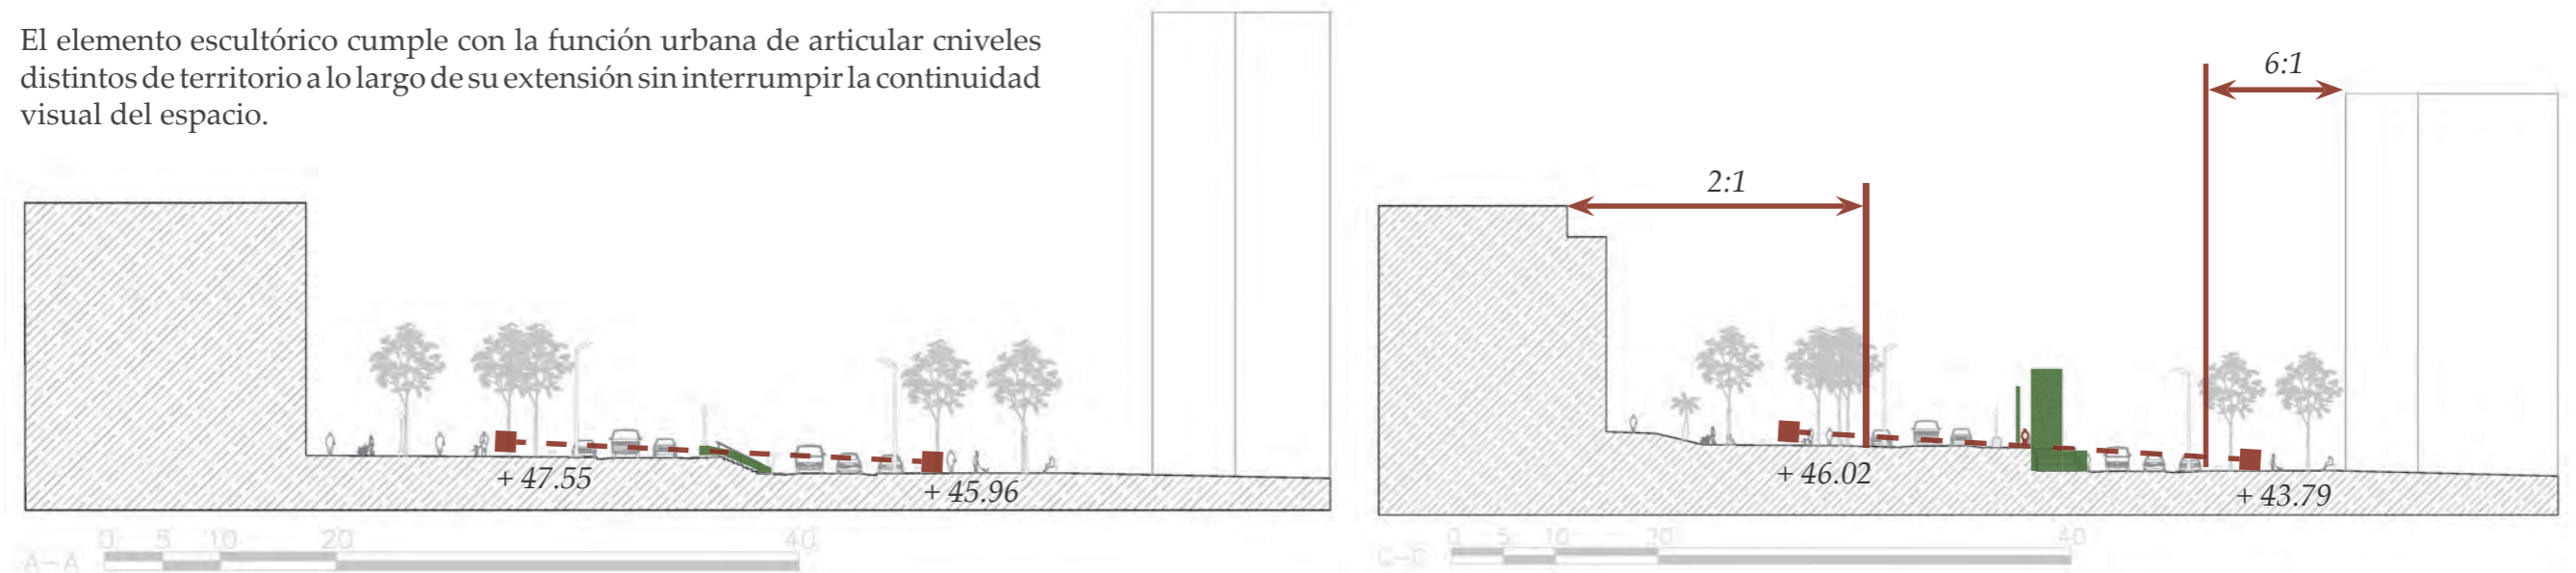 El elemento escultórico cumple con la función urbana de articular cniveles
distintos de territorio a lo largo de su extensión sin interrumpir la continuidad
visual del espacio.
+ 47.55
+ 45.96
A-A
0 5 10 20 40
6:1
2:1
+ 46.02
+ 43.79
C-C
0 5 10 20 40